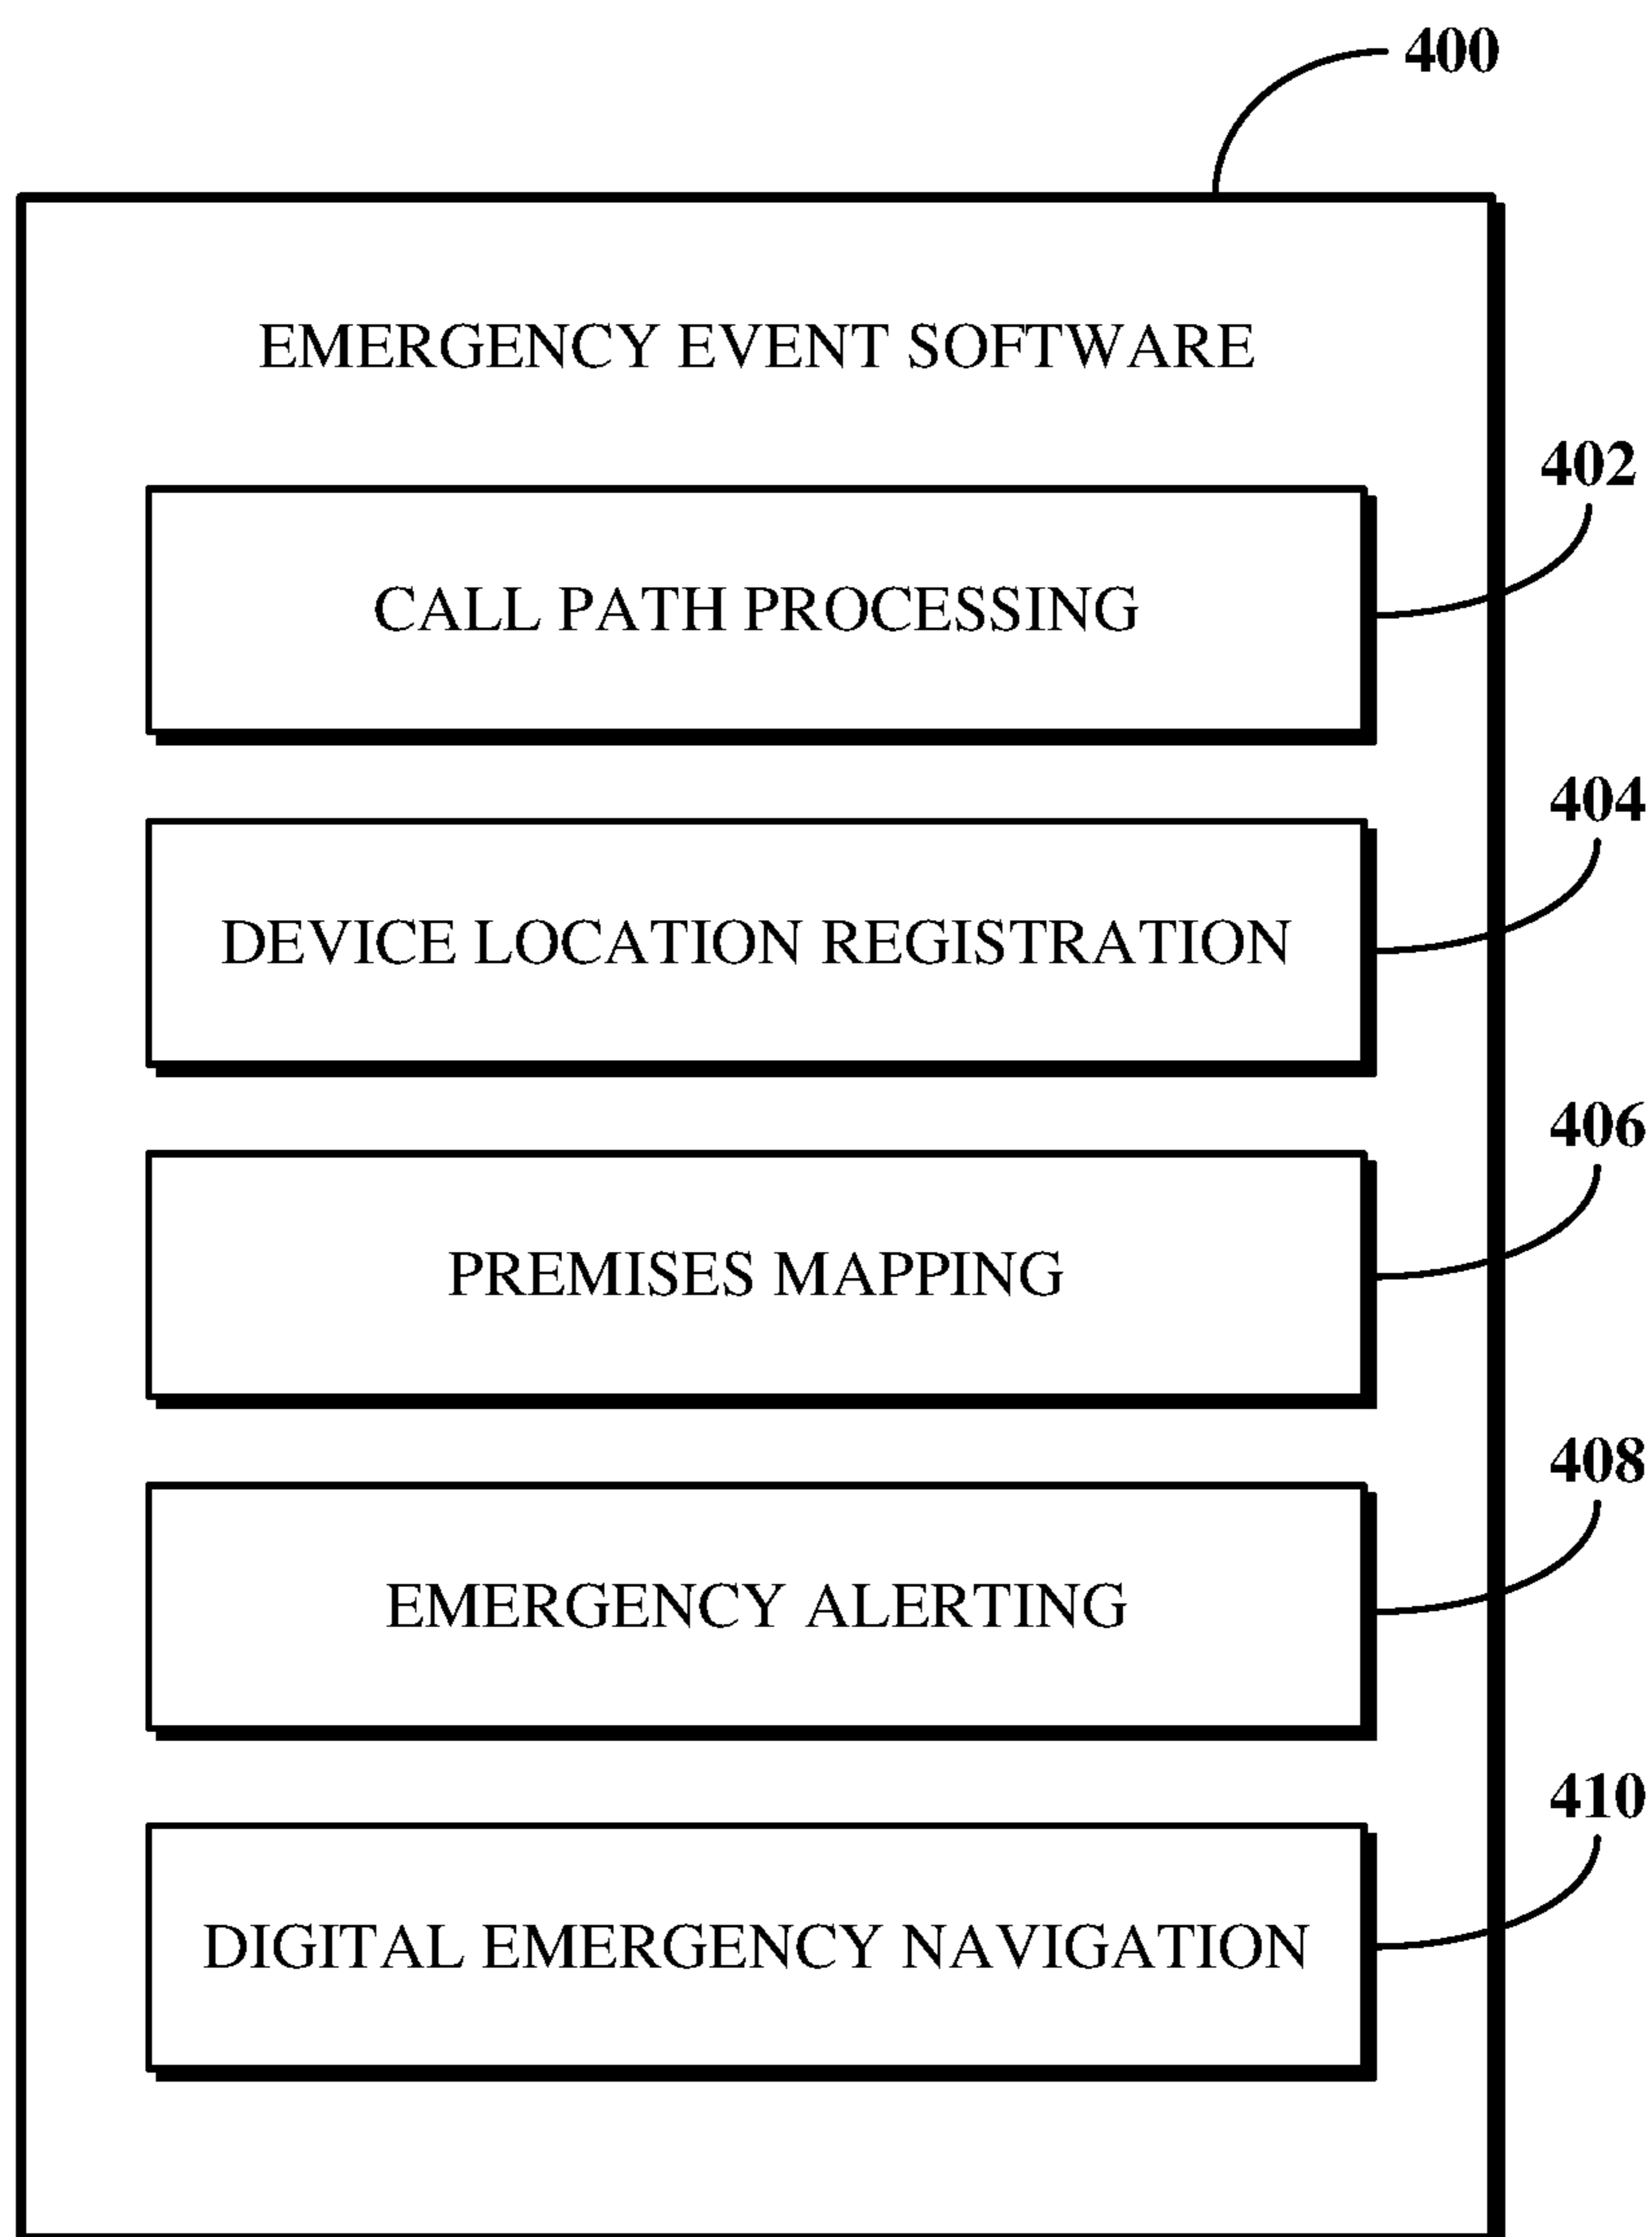 400
EMERGENCY EVENT SOFTWARE
402
CALL PATH PROCESSING
404
DEVICE LOCATION REGISTRATION
406
PREMISES MAPPING
408
EMERGENCY ALERTING
410
DIGITAL EMERGENCY NAVIGATION